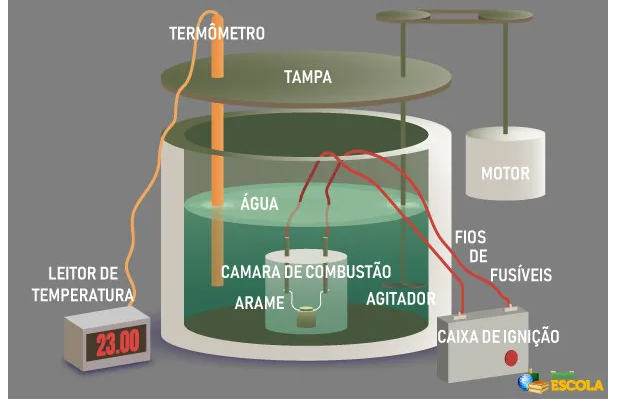 TERMÔMETRO
TAMPA
MOTOR
ÁGUA
FIOS
DE
FUSÍVEIS
LEITOR DE
TEMPERATURA
CAMARA DE COMBUSTÃO
ARAME
AGITADOR
23.00
CAIXA DE IGNIÇÃO
ESCOLA